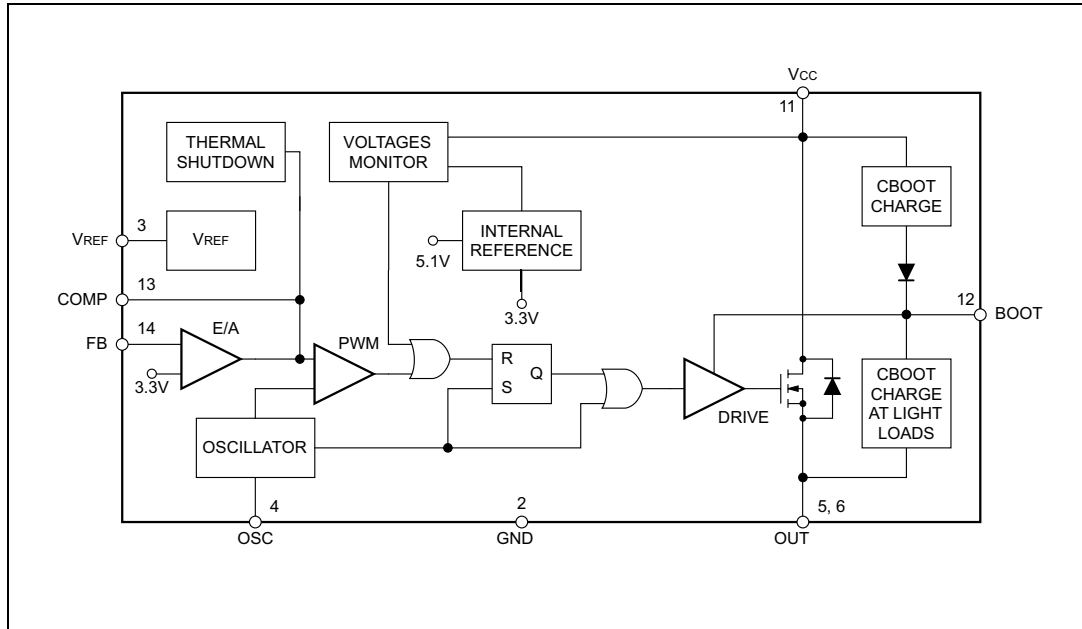 VCC
11
THERMAL
SHUTDOWN
VOLTAGES
MONITOR
CBOOT
CHARGE
VREF
3
VREF
INTERNAL
REFERENCE
5.1V
3.3V
COMP
13
12
BOOT
FB
14
E/A
3.3V
PWM
R
S
Q
DRIVE
CBOOT
CHARGE
AT LIGHT
LOADS
OSCILLATOR
4
OSC
2
GND
5, 6
OUT